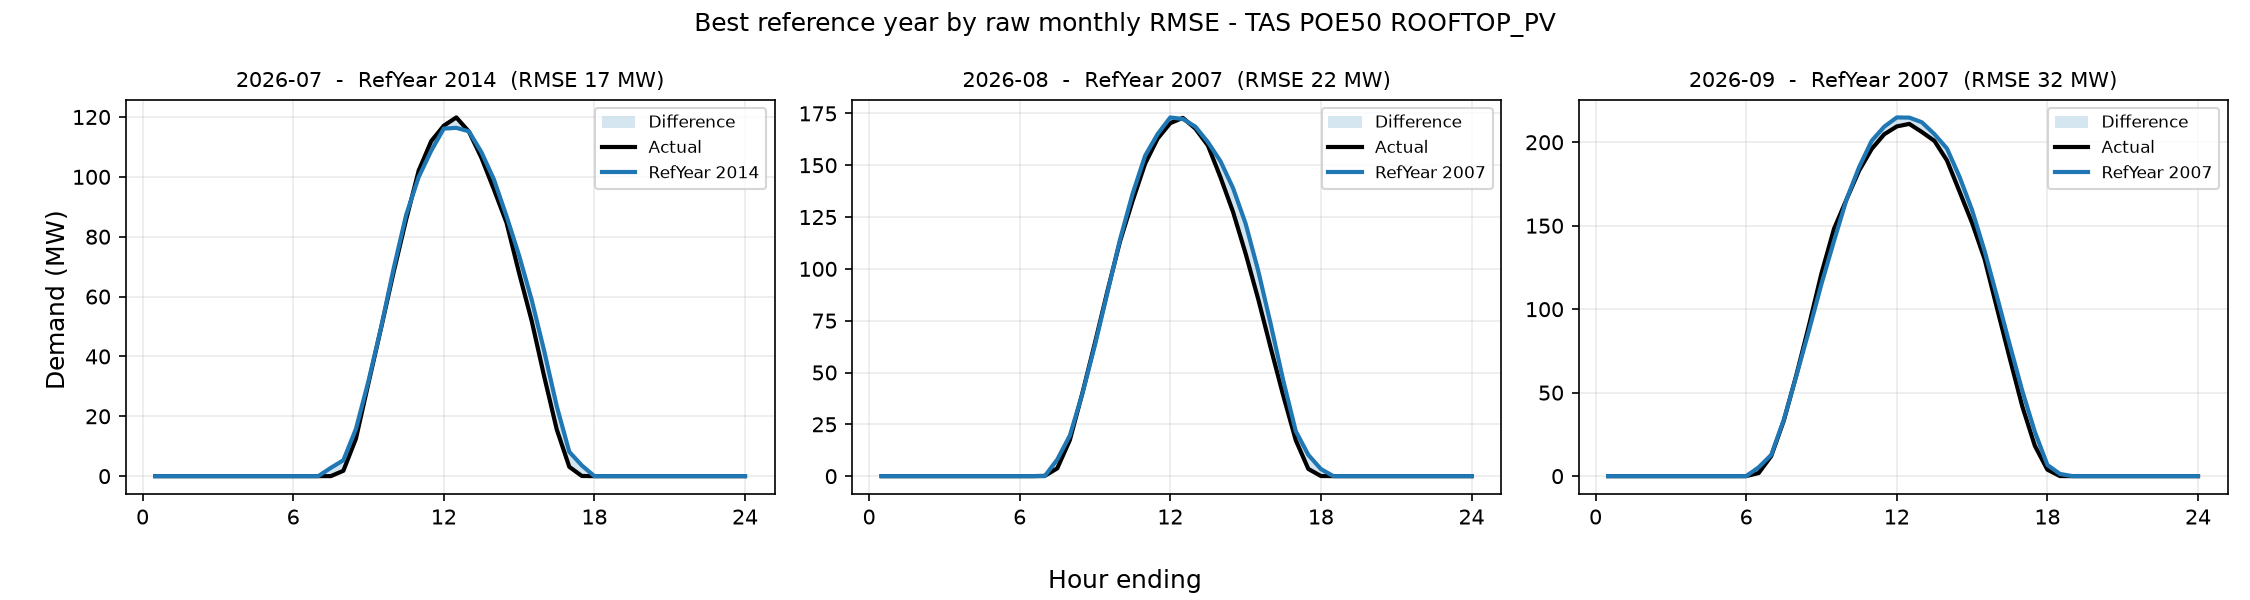 Best reference year by raw monthly RMSE - TAS POE50 ROOFTOP_PV
2026-07 - RefYear 2014 (RMSE 17 MW)
Demand (MW)
120
100
80
60
40
20
0
Difference
Actual
RefYear 2014
0 6 12 18 24
2026-08 - RefYear 2007 (RMSE 22 MW)
175
150
125
100
75
50
25
0
Difference
Actual
RefYear 2007
0 6 12 18 24
2026-09 - RefYear 2007 (RMSE 32 MW)
200
150
100
50
0
Difference
Actual
RefYear 2007
0 6 12 18 24
Hour ending